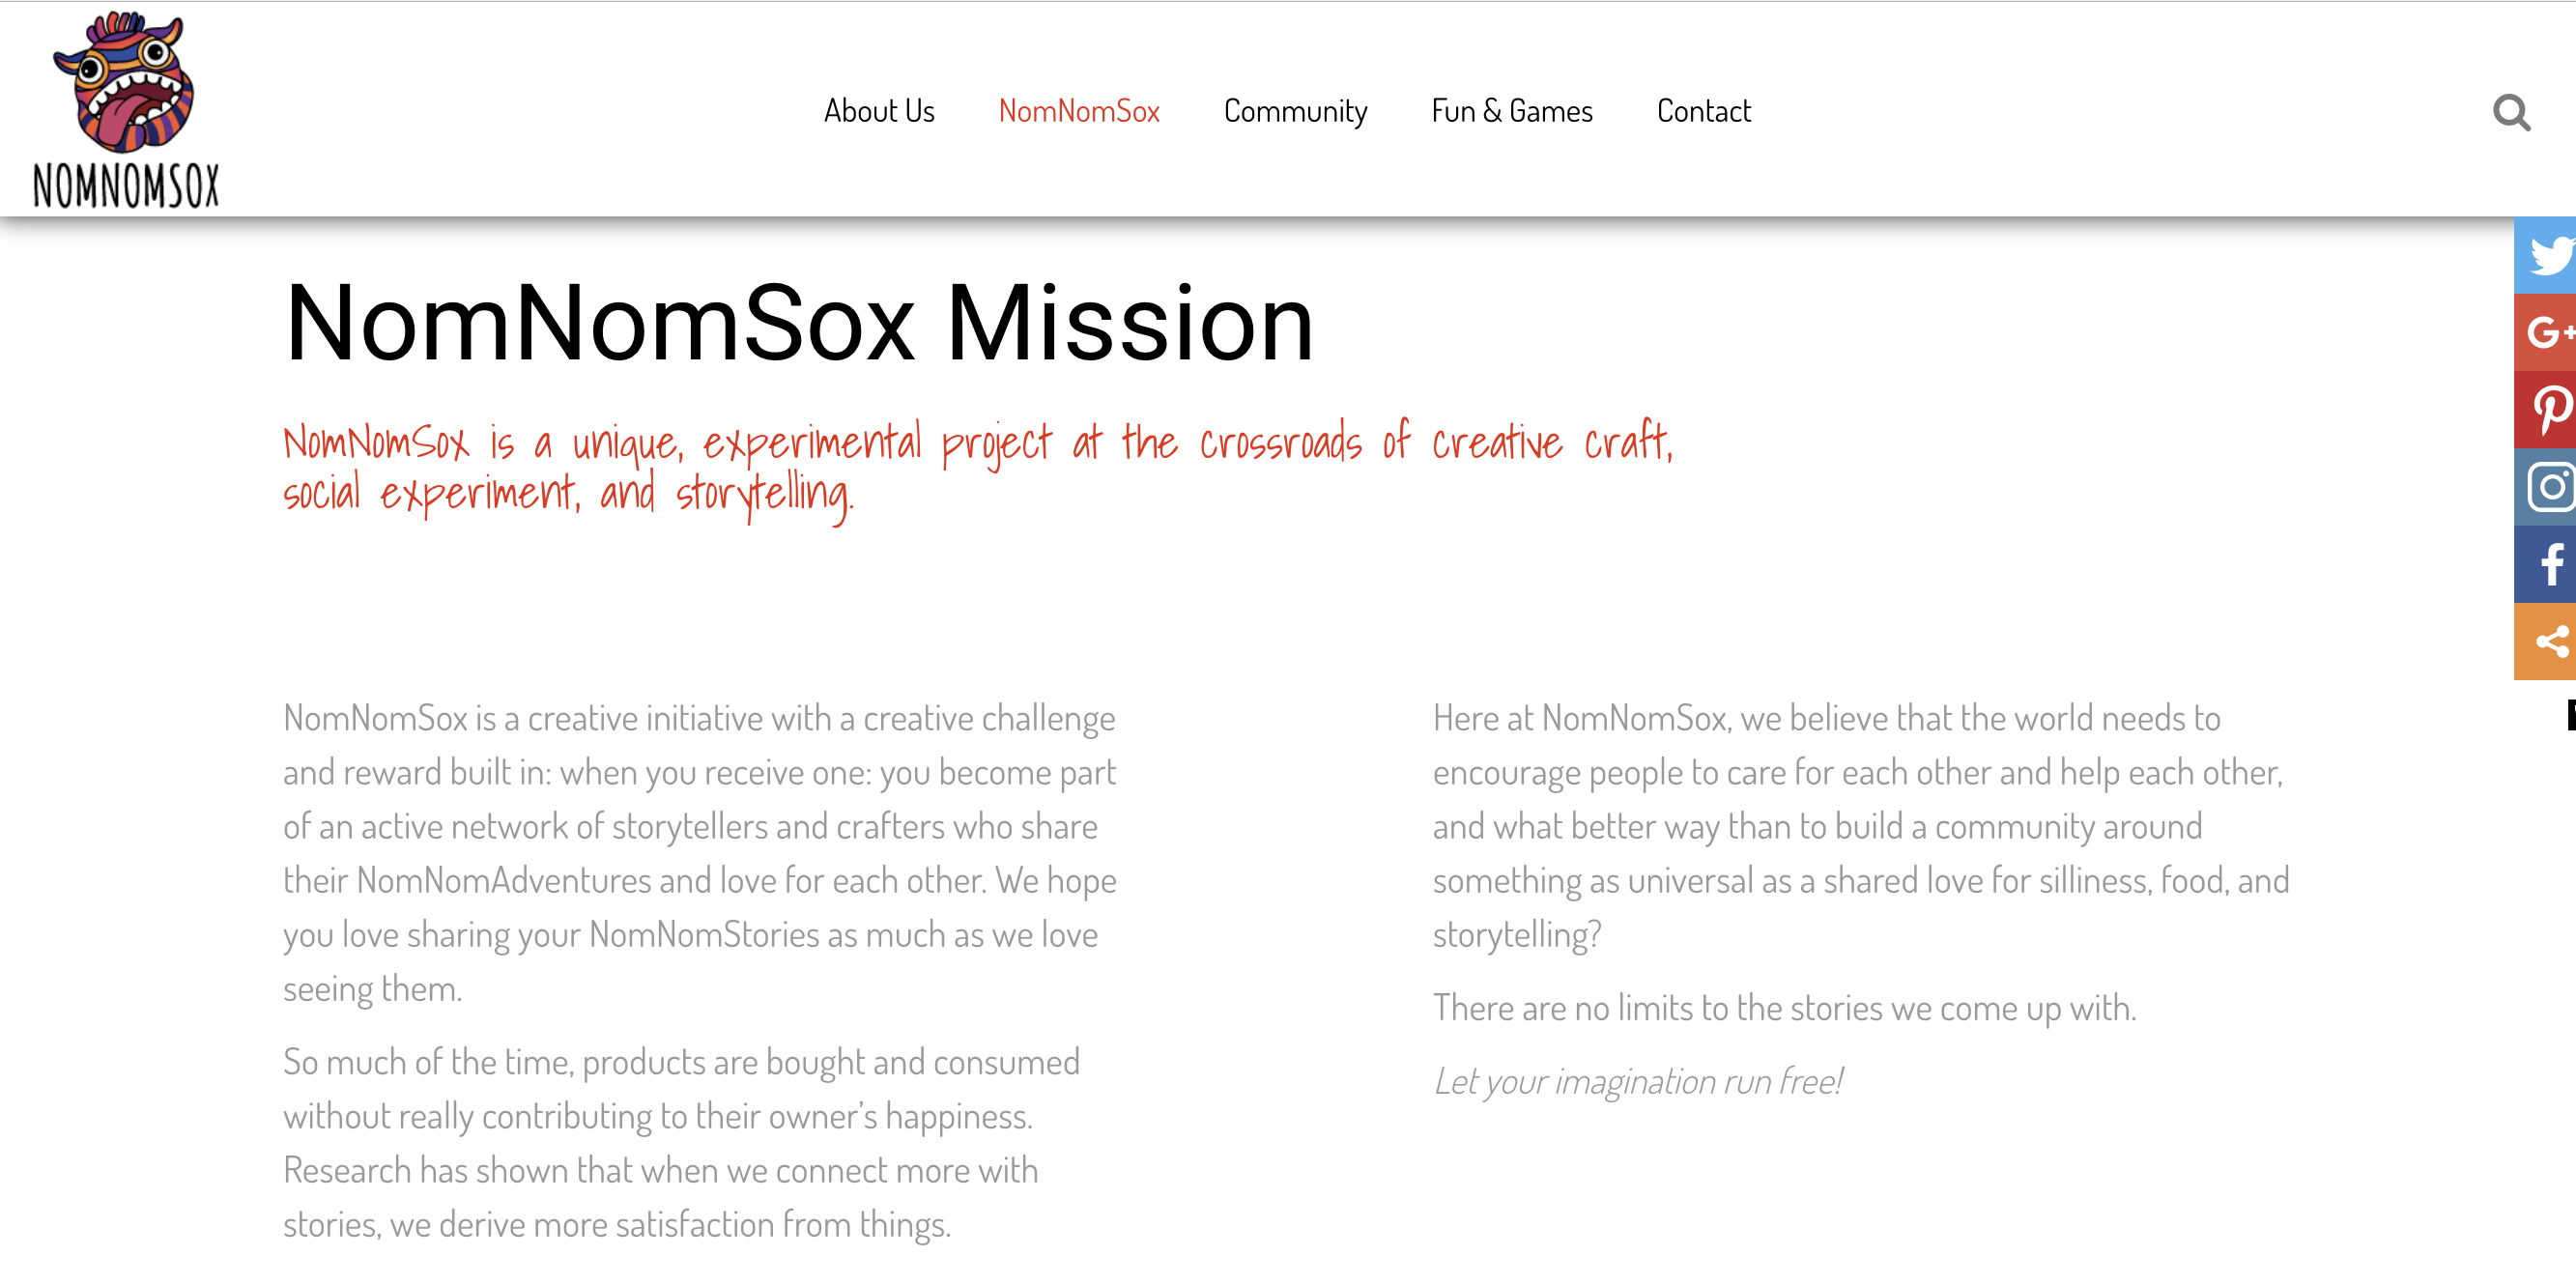 NOMNOMSOX
About Us
NomNomSox
Community
Fun & Games
Contact
NomNomSox Mission
NomNomSox is a unique, experimental project at the crossroads of creative craft,
social experiment, and storytelling.
NomNomSox is a creative initiative with a creative challenge
and reward built in: when you receive one: you become part
of an active network of storytellers and crafters who share
their NomNomAdventures and love for each other. We hope
you love sharing your NomNomStories as much as we love
seeing them.
So much of the time, products are bought and consumed
without really contributing to their owner’s happiness.
Research has shown that when we connect more with
stories, we derive more satisfaction from things.
Here at NomNomSox, we believe that the world needs to
encourage people to care for each other and help each other,
and what better way than to build a community around
something as universal as a shared love for silliness, food, and
storytelling?
There are no limits to the stories we come up with.
Let your imagination run free!
G+